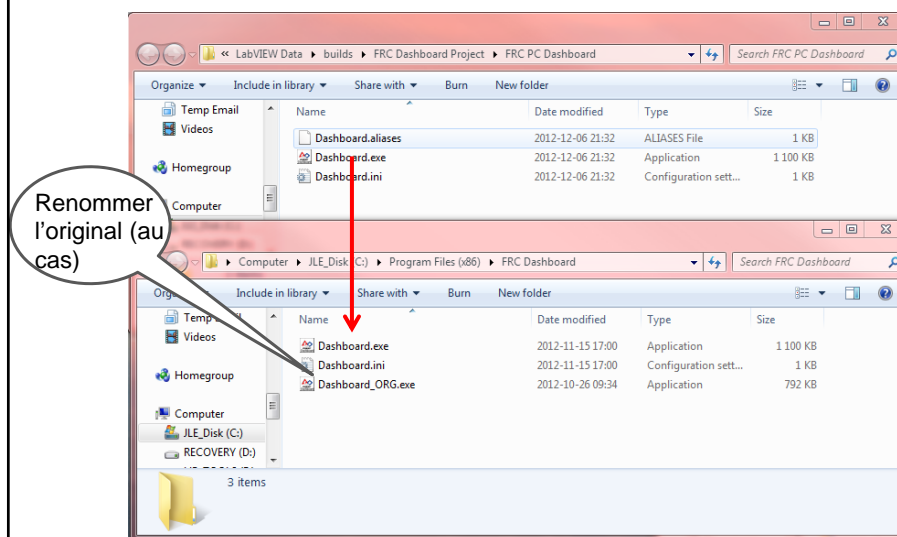 « LabVIEW Data ▸ builds ▸ FRC Dashboard Project ▸ FRC PC Dashboard
Search FRC PC Dashboard
Organize ▾ Include in library ▾ Share with ▾ Burn New folder
Temp Email
Videos
Homegroup
Computer
Name Date modified Type Size
Dashboard.aliases 2012-12-06 21:32 ALIASES File 1 KB
Dashboard.exe 2012-12-06 21:32 Application 1 100 KB
Dashboard.ini 2012-12-06 21:32 Configuration sett... 1 KB
Renommer
l'original (au
cas)
▸ Computer ▸ JLE_Disk (C:) ▸ Program Files (x86) ▸ FRC Dashboard
Search FRC Dashboard
Include in library ▾ Share with ▾ Burn New folder
Videos
Homegroup
Computer
JLE_Disk (C:)
RECOVERY (D:)
Name Date modified Type Size
Dashboard.exe 2012-11-15 17:00 Application 1 100 KB
Dashboard.ini 2012-11-15 17:00 Configuration sett... 1 KB
Dashboard_ORG.exe 2012-10-26 09:34 Application 792 KB
3 items